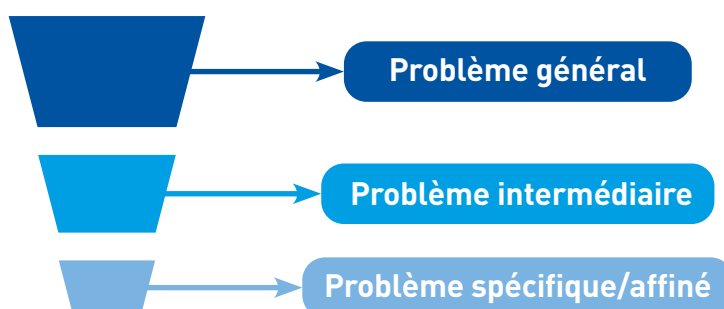 Problème général
Problème intermédiaire
Problème spécifique/affiné